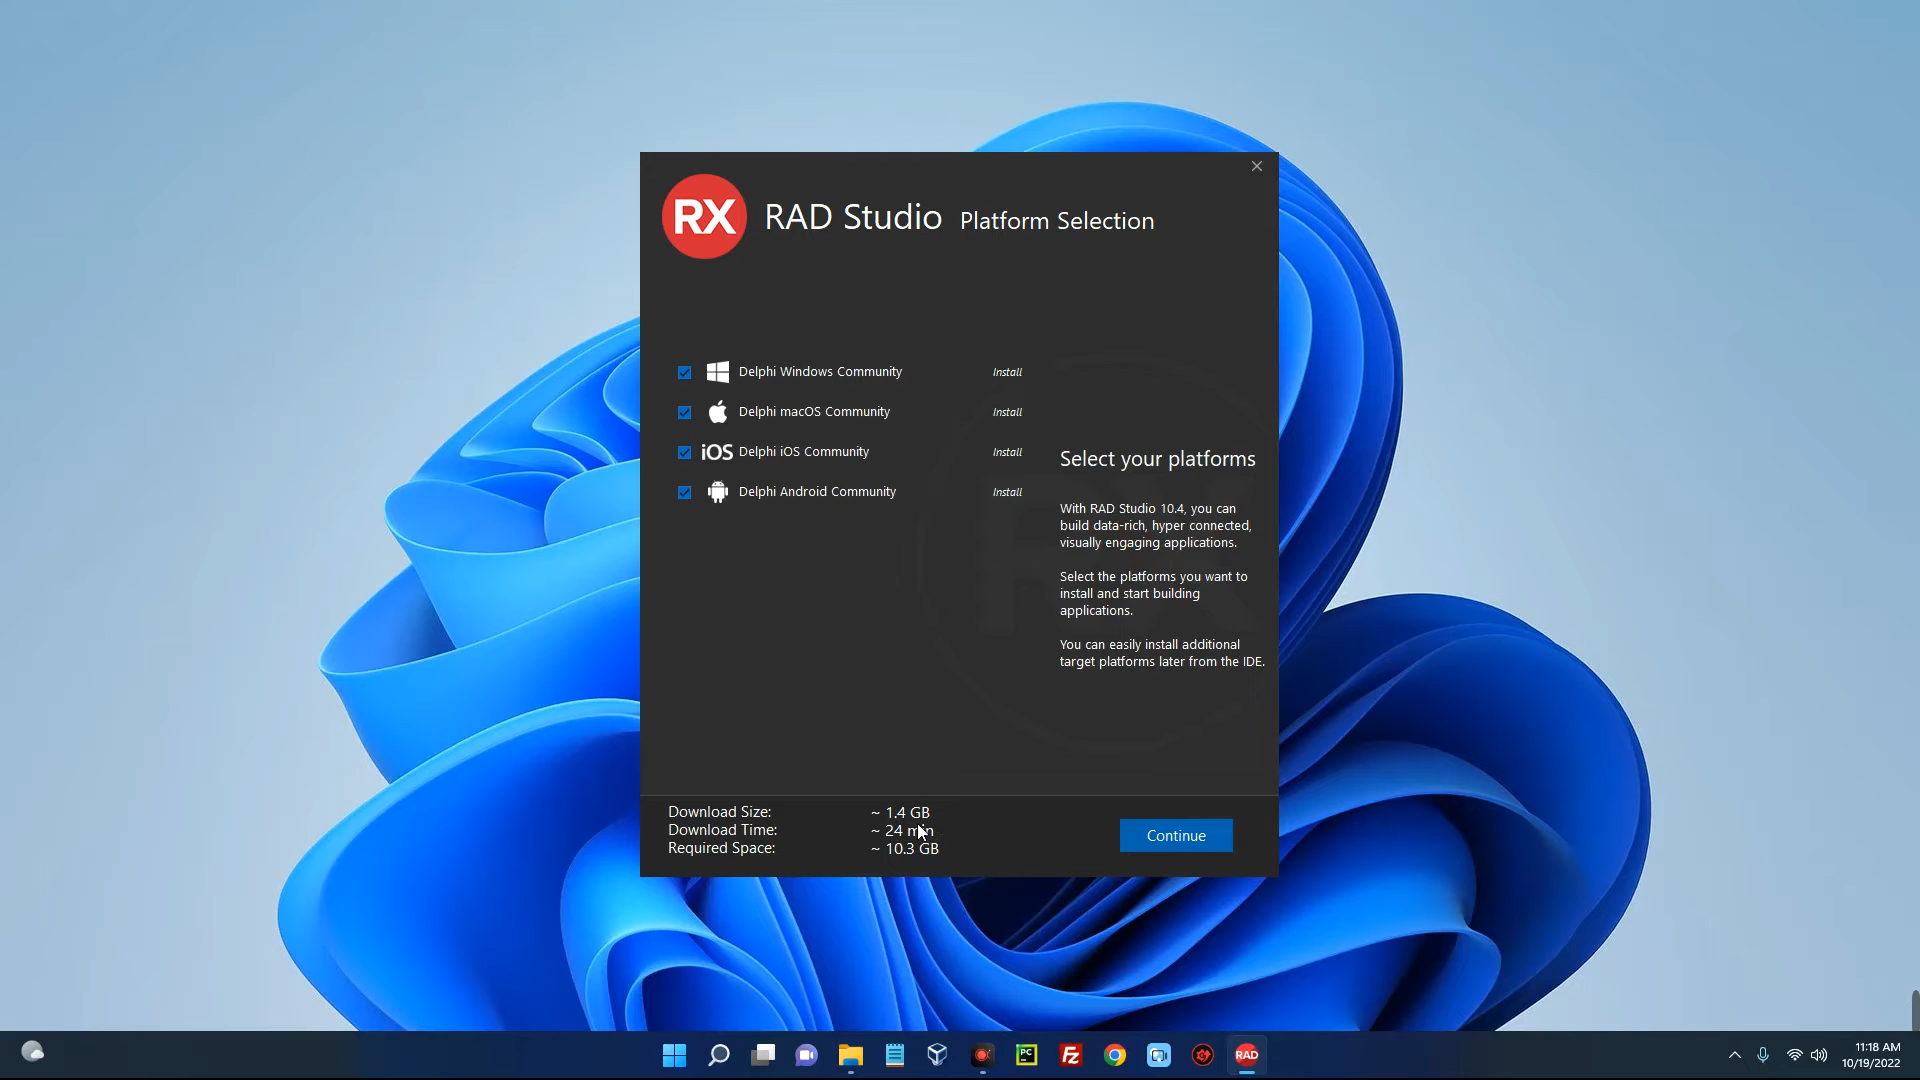 RX
RAD Studio Platform Selection
Delphi Windows Community Install
Delphi macOS Community Install
iOS Delphi iOS Community Install
Delphi Android Community Install
Select your platforms
With RAD Studio 10.4, you can
build data-rich, hyper connected,
visually engaging applications.
Select the platforms you want to
install and start building
applications.
You can easily install additional
target platforms later from the IDE.
Download Size: ~ 1.4 GB
Download Time: ~ 24 min
Required Space: ~ 10.3 GB
Continue
PC
FZ
RAD
11:18 AM
10/19/2022